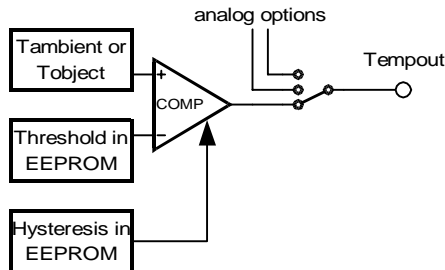 analog options
Tambient or
Tobject
Tempout
+
COMP
−
Threshold in
EEPROM
Hysteresis in
EEPROM